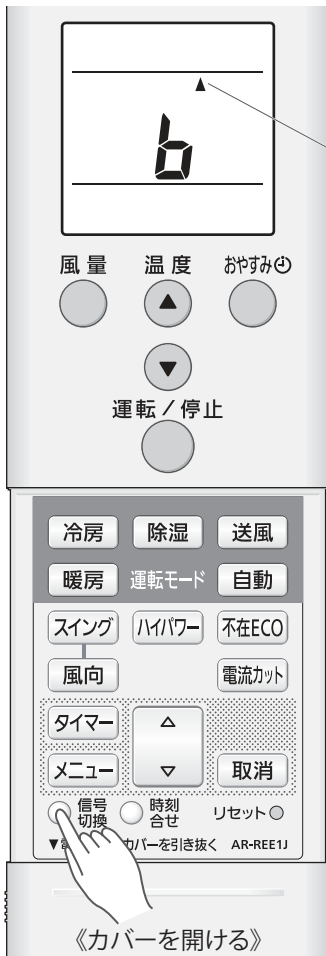 b
風量 温度 おやすみ
運転/停止
冷房 除湿 送風
暖房 運転モード 自動
スイング ハイパワー 不在ECO
風向 電流カット
タイマー
メニュー 取消
信号切換 時刻合せ リセット
カバーを引き抜く AR-REE1J
《カバーを開ける》